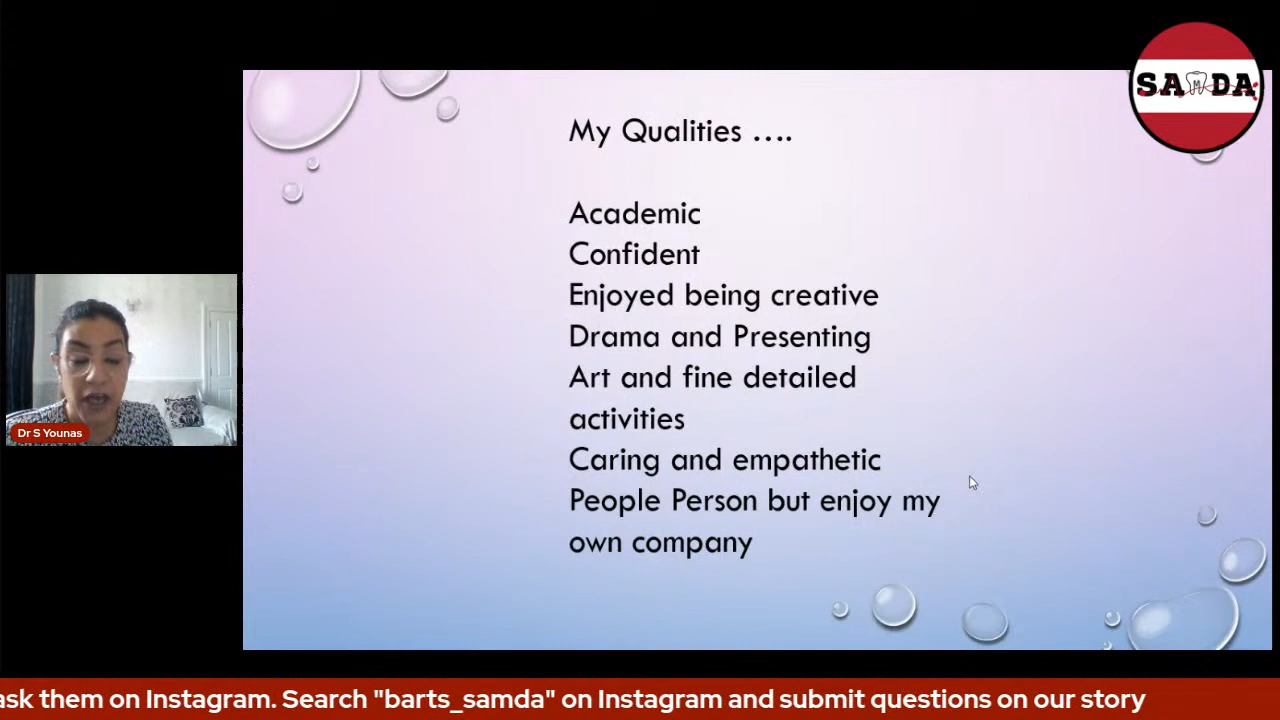 SAMDA
My Qualities ....
Academic
Confident
Enjoyed being creative
Drama and Presenting
Art and fine detailed
activities
Caring and empathetic
People Person but enjoy my
own company
Dr S Younas
ask them on Instagram. Search "barts_samda" on Instagram and submit questions on our story